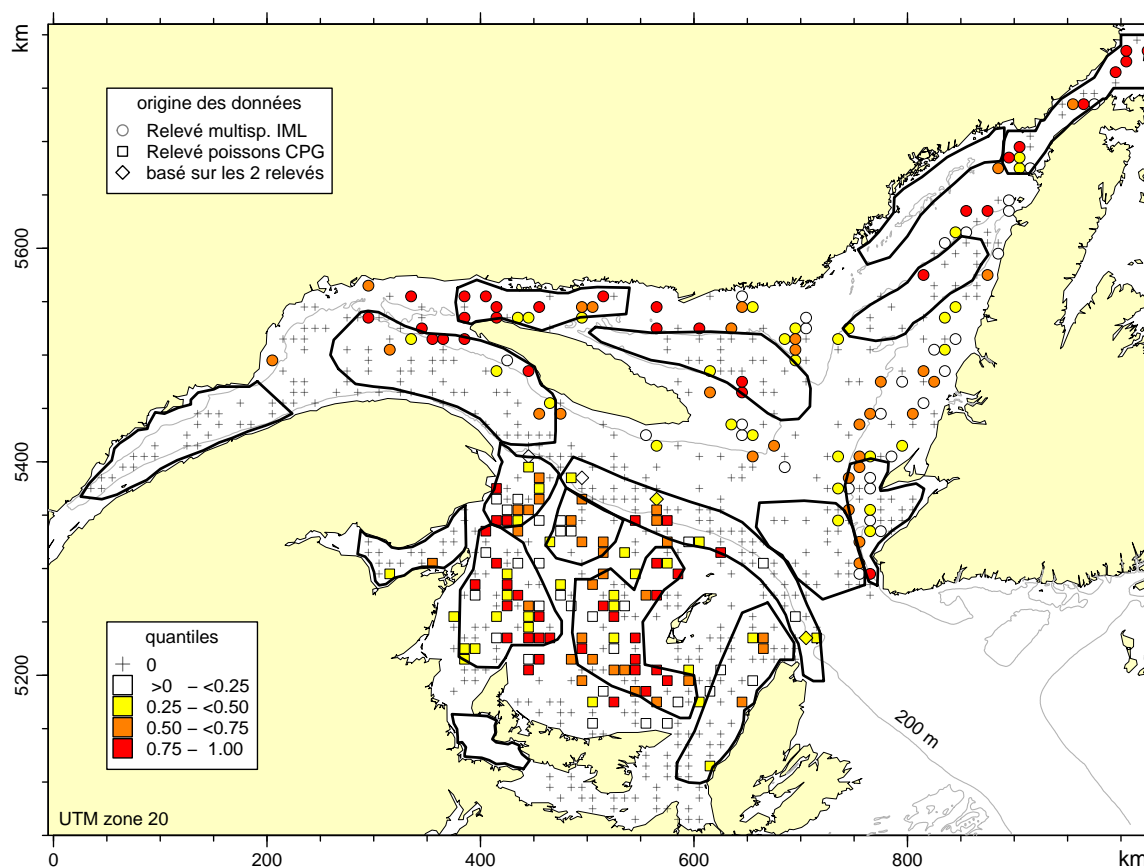 km
origine des données
Relevé multisp. IML
Relevé poissons CPG
basé sur les 2 relevés
5600
5400
5200
quantiles
0
>0 – <0.25
0.25 – <0.50
0.50 – <0.75
0.75 – 1.00
200 m
UTM zone 20
0 200 400 600 800 km